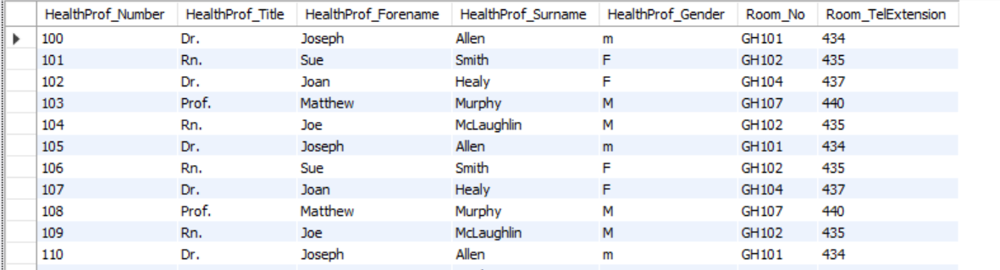 HealthProf_Number HealthProf_Title HealthProf_Forename HealthProf_Surname HealthProf_Gender Room_No Room_TelExtension
100 Dr. Joseph Allen m GH101 434
101 Rn. Sue Smith F GH102 435
102 Dr. Joan Healy F GH104 437
103 Prof. Matthew Murphy M GH107 440
104 Rn. Joe McLaughlin M GH102 435
105 Dr. Joseph Allen m GH101 434
106 Rn. Sue Smith F GH102 435
107 Dr. Joan Healy F GH104 437
108 Prof. Matthew Murphy M GH107 440
109 Rn. Joe McLaughlin M GH102 435
110 Dr. Joseph Allen m GH101 434